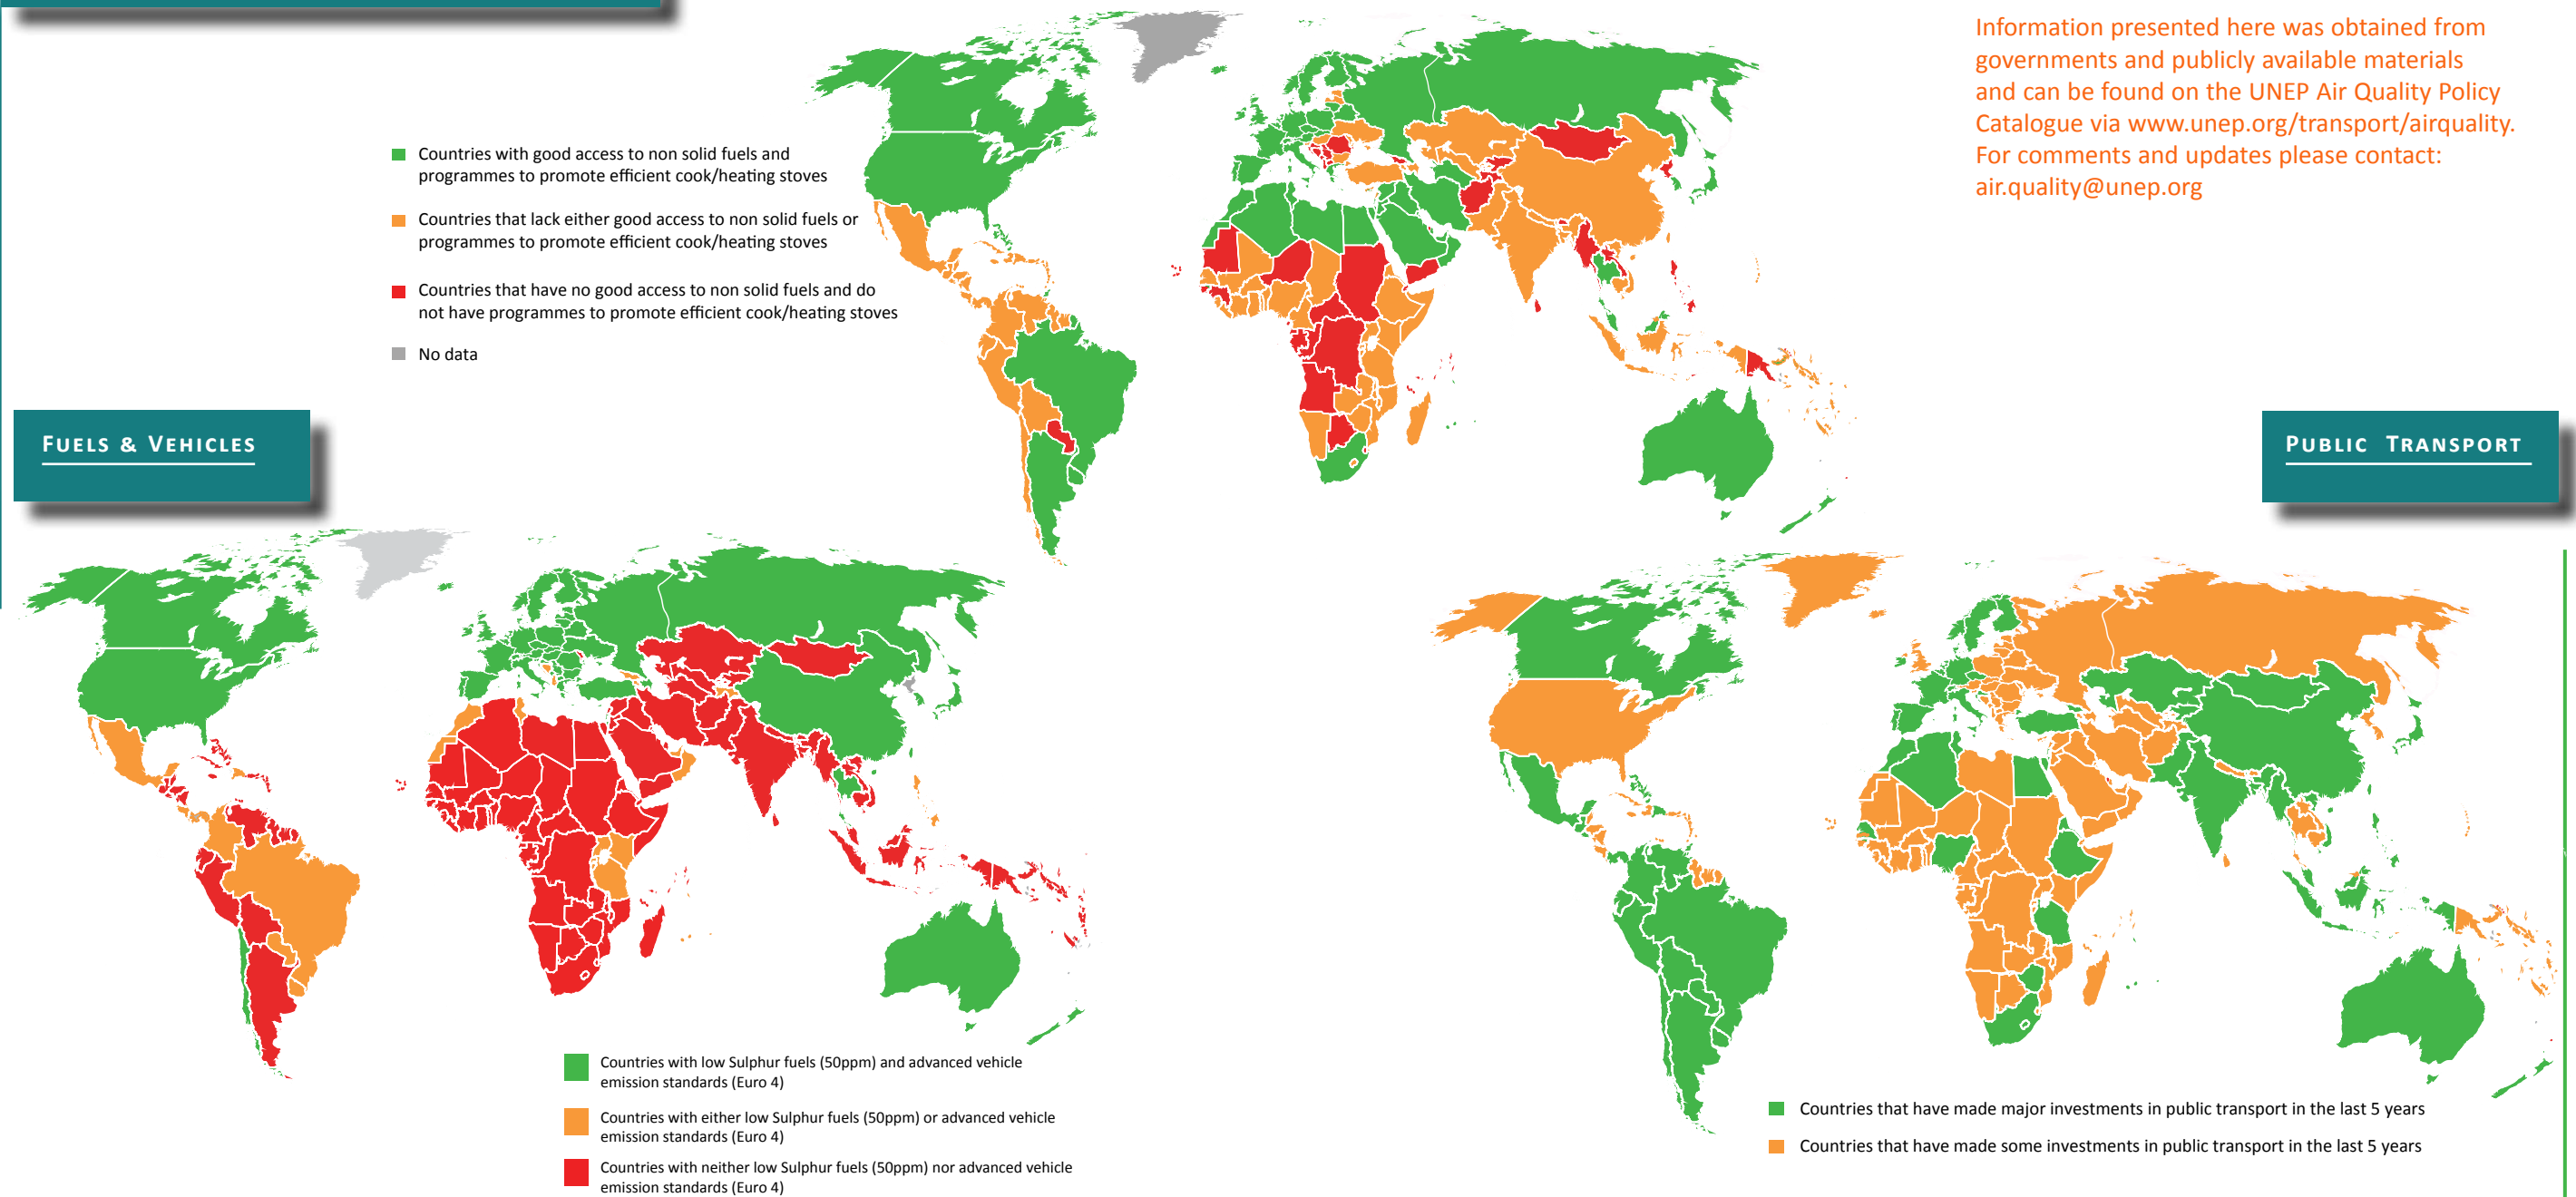 Information presented here was obtained from
governments and publicly available materials
and can be found on the UNEP Air Quality Policy
Catalogue via www.unep.org/transport/airquality.
For comments and updates please contact:
air.quality@unep.org
Countries with good access to non solid fuels and
programmes to promote efficient cook/heating stoves
Countries that lack either good access to non solid fuels or
programmes to promote efficient cook/heating stoves
Countries that have no good access to non solid fuels and do
not have programmes to promote efficient cook/heating stoves
No data
FUELS & VEHICLES
PUBLIC TRANSPORT
Countries with low Sulphur fuels (50ppm) and advanced vehicle
emission standards (Euro 4)
Countries with either low Sulphur fuels (50ppm) or advanced vehicle
emission standards (Euro 4)
Countries with neither low Sulphur fuels (50ppm) nor advanced vehicle
emission standards (Euro 4)
Countries that have made major investments in public transport in the last 5 years
Countries that have made some investments in public transport in the last 5 years